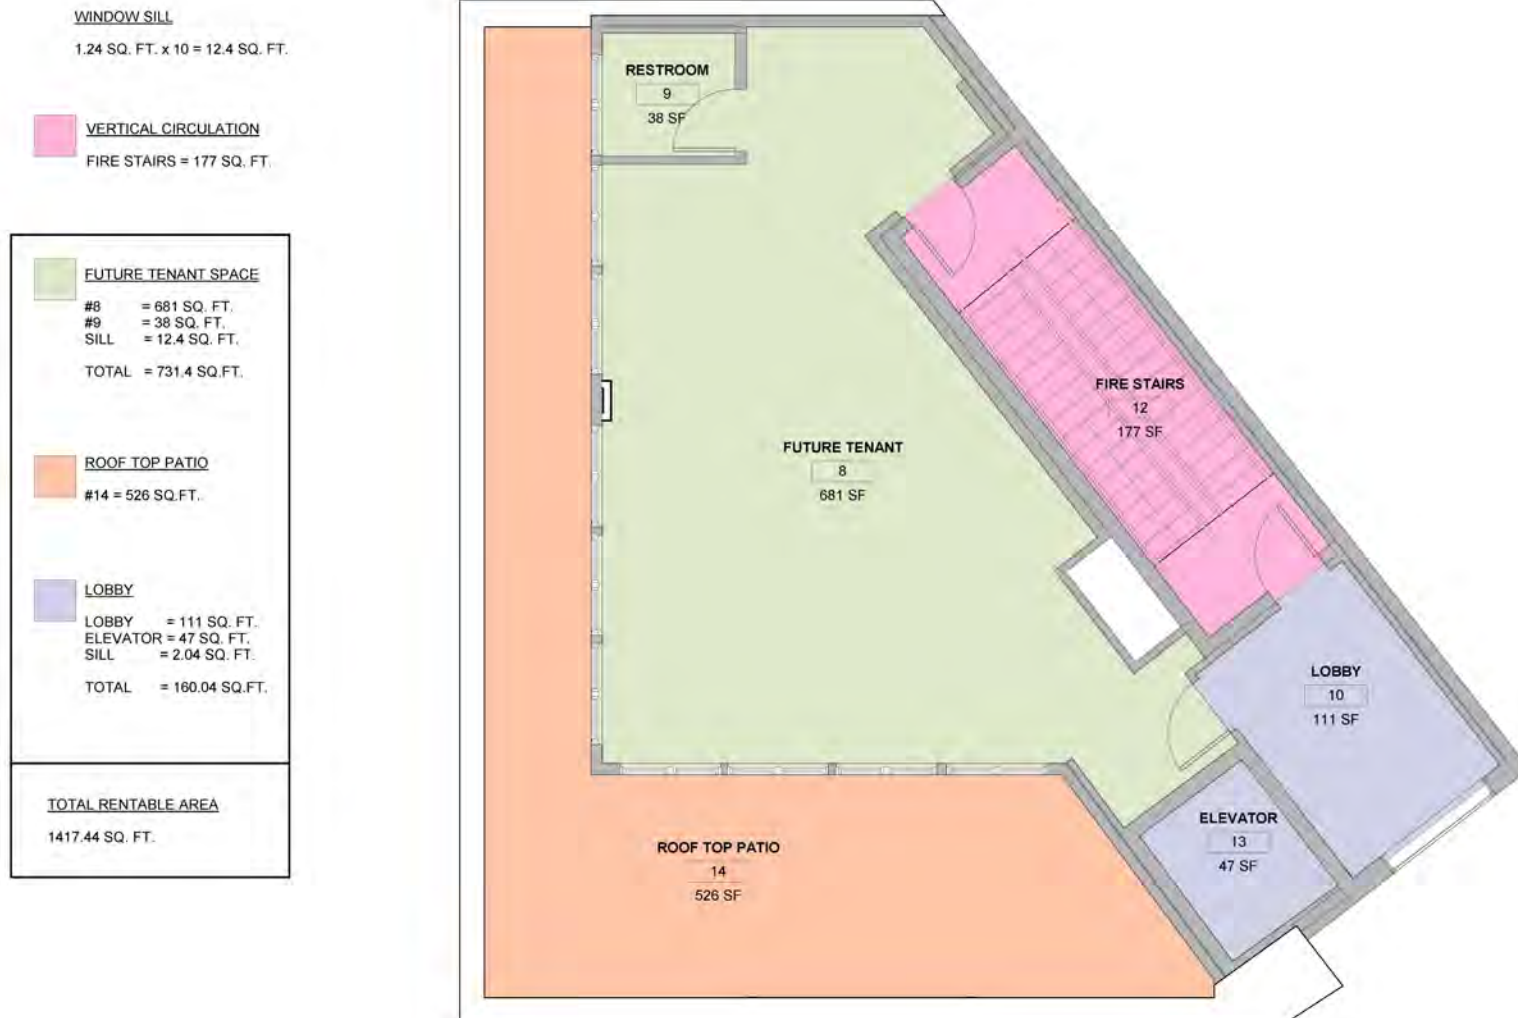 WINDOW SILL
1.24 SQ. FT. x 10 = 12.4 SQ. FT.
VERTICAL CIRCULATION
FIRE STAIRS = 177 SQ. FT.
FUTURE TENANT SPACE
#8 = 681 SQ. FT.
#9 = 38 SQ. FT.
SILL = 12.4 SQ. FT.
TOTAL = 731.4 SQ.FT.
ROOF TOP PATIO
#14 = 526 SQ.FT.
LOBBY
LOBBY = 111 SQ. FT.
ELEVATOR = 47 SQ. FT.
SILL = 2.04 SQ. FT.
TOTAL = 160.04 SQ.FT.
TOTAL RENTABLE AREA
1417.44 SQ. FT.
RESTROOM
9
38 SF
FIRE STAIRS
12
177 SF
FUTURE TENANT
8
681 SF
LOBBY
10
111 SF
ELEVATOR
13
47 SF
ROOF TOP PATIO
14
526 SF